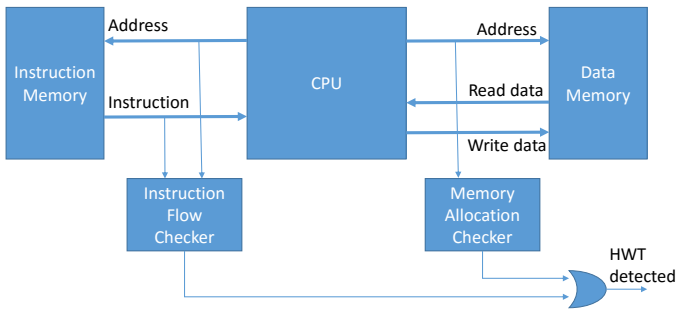 Address
Address
Instruction
Memory
CPU
Data
Memory
Instruction
Read data
Write data
Instruction
Flow
Checker
Memory
Allocation
Checker
HWT
detected